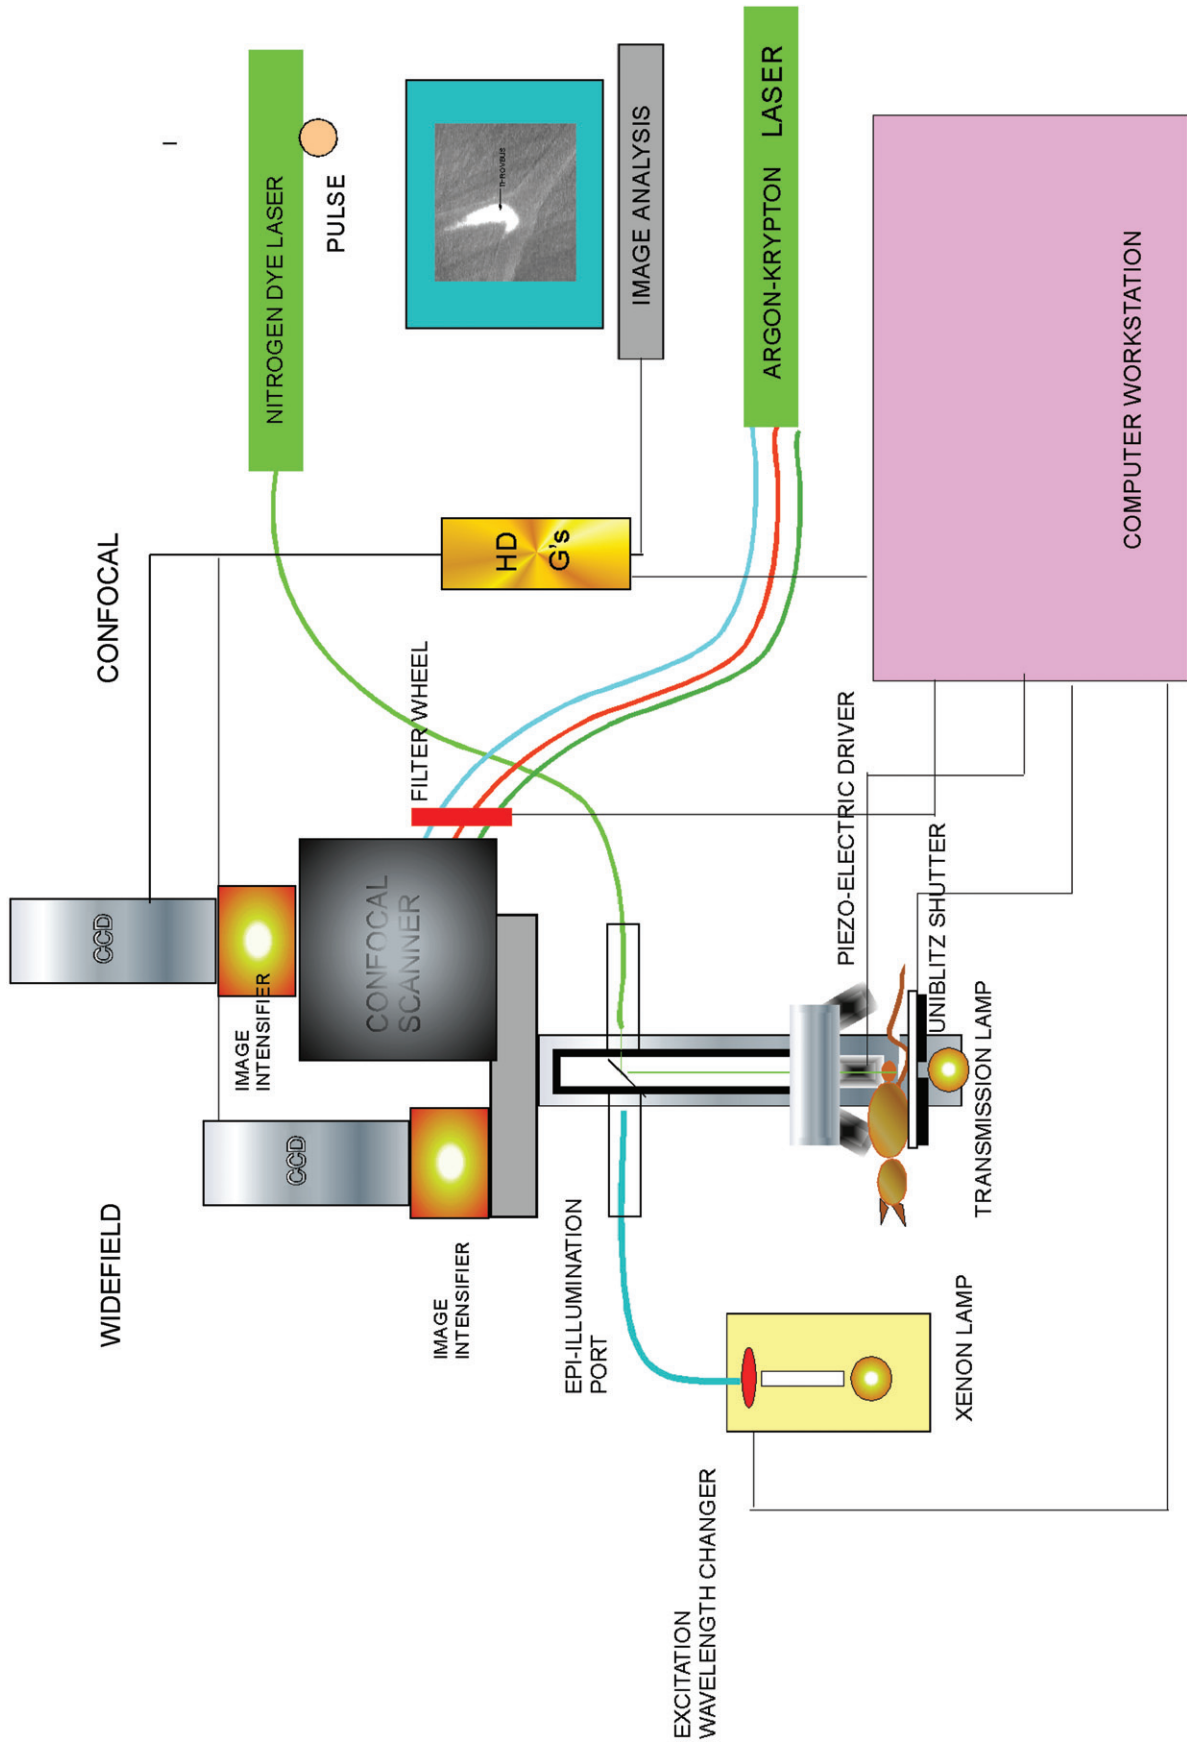 WIDEFIELD
CONFOCAL
CCD
CCD
IMAGE
INTENSIFIER
IMAGE
INTENSIFIER
CONFOCAL
SCANNER
FILTER WHEEL
HD
G's
NITROGEN DYE LASER
PULSE
IMAGE ANALYSIS
ARGON-KRYPTON LASER
EPI-ILLUMINATION
PORT
PIEZO-ELECTRIC DRIVER
UNIBLITZ SHUTTER
TRANSMISSION LAMP
XENON LAMP
EXCITATION
WAVELENGTH CHANGER
COMPUTER WORKSTATION